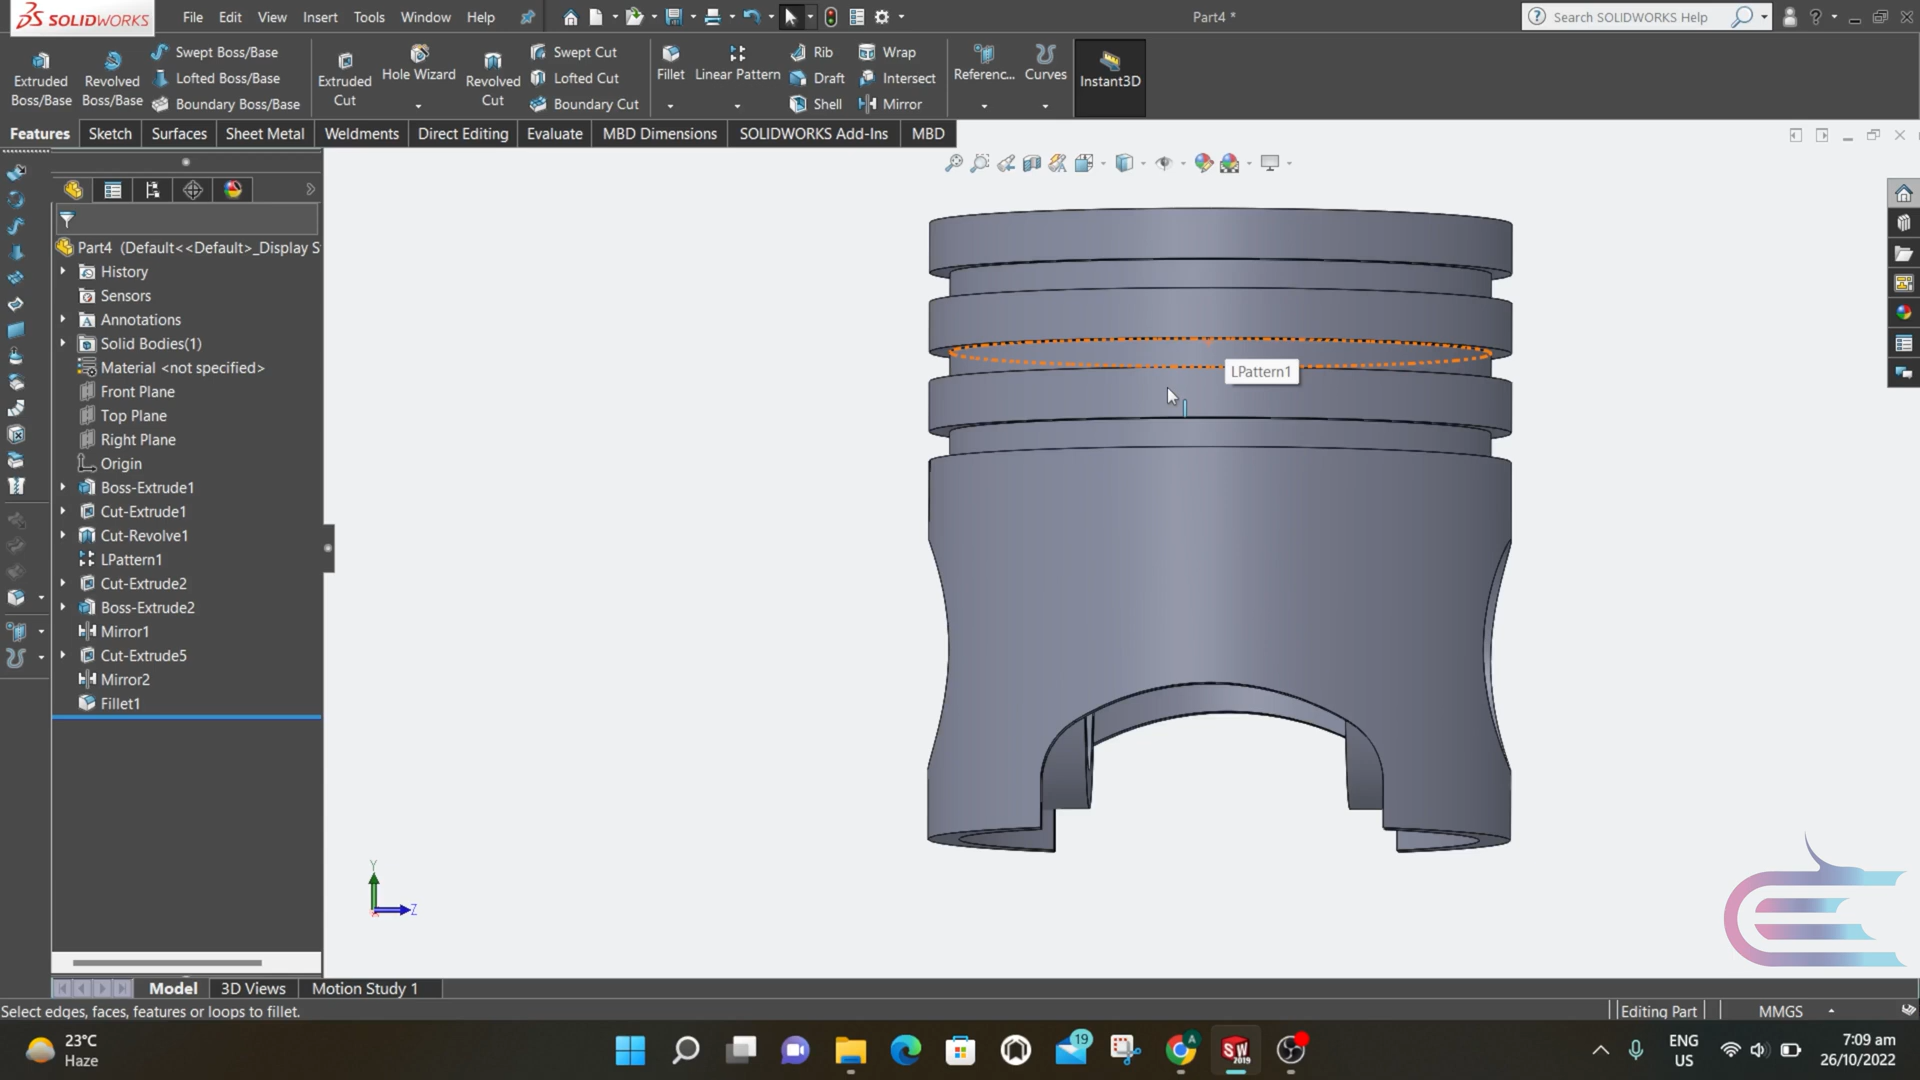 SOLIDWORKS
File Edit View Insert Tools Window Help
Part4 *
Search SOLIDWORKS Help
Extruded Boss/Base
Revolved Boss/Base
Swept Boss/Base
Lofted Boss/Base
Boundary Boss/Base
Extruded Cut
Hole Wizard
Revolved Cut
Swept Cut
Lofted Cut
Boundary Cut
Fillet
Linear Pattern
Rib
Draft
Shell
Wrap
Intersect
Mirror
Referenc...
Curves
Instant3D
Features Sketch Surfaces Sheet Metal Weldments Direct Editing Evaluate MBD Dimensions SOLIDWORKS Add-Ins MBD
Part4 (Default<<Default>_Display S
History
Sensors
Annotations
Solid Bodies(1)
Material <not specified>
Front Plane
Top Plane
Right Plane
Origin
Boss-Extrude1
Cut-Extrude1
Cut-Revolve1
LPattern1
Cut-Extrude2
Boss-Extrude2
Mirror1
Cut-Extrude5
Mirror2
Fillet1
LPattern1
Y
Z
Model 3D Views Motion Study 1
Select edges, faces, features or loops to fillet.
Editing Part
MMGS
23°C
Haze
19
SW
2019
A
ENG
US
7:09 am
26/10/2022